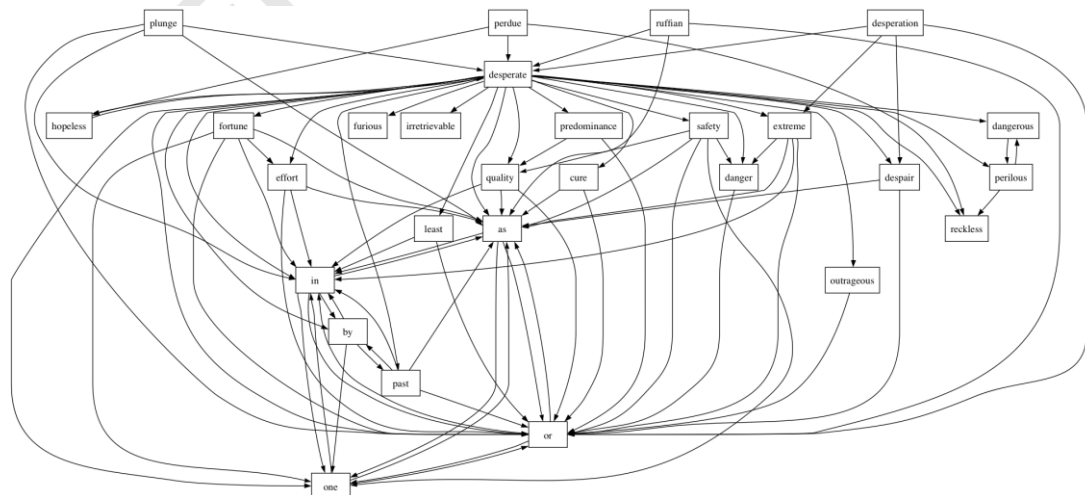 plunge perdue ruffian desperation
desperate
hopeless fortune furious irretrievable predominance safety extreme dangerous
effort quality cure danger despair perilous
least as reckless
in outrageous
by
past
or
one